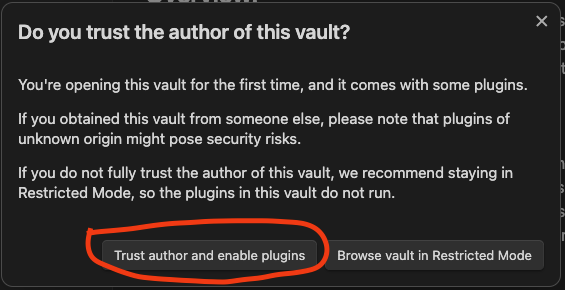 Do you trust the author of this vault?
You're opening this vault for the first time, and it comes with some plugins.
If you obtained this vault from someone else, please note that plugins of
unknown origin might pose security risks.
If you do not fully trust the author of this vault, we recommend staying in
Restricted Mode, so the plugins in this vault do not run.
Trust author and enable plugins
Browse vault in Restricted Mode